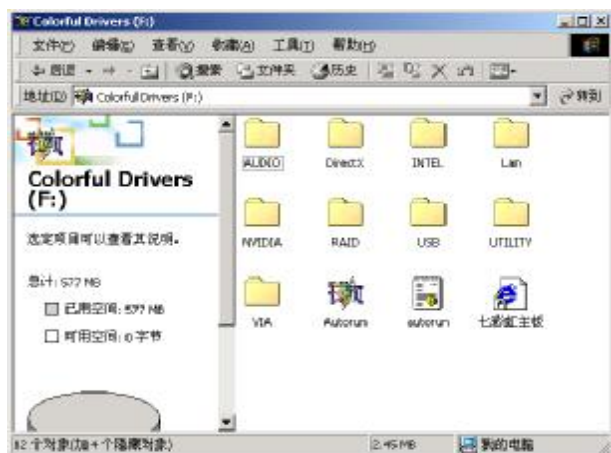 Colorful Drivers (F:)
文件(F) 编辑(E) 查看(V) 收藏(A) 工具(T) 帮助(H)
后退 搜索 文件夹 历史
地址(D) Colorful Drivers (F:) 转到
Colorful Drivers (F:)
选定项目可以查看其说明。
总计: 577 MB
已用空间: 577 MB
可用空间: 0 字节
AUDIO DirectX INTEL Lan
NVIDIA RAID USB UTILITY
VIA Autorun autorun 七彩虹主板
12 个对象(加 4 个隐藏对象) 2.45 MB 我的电脑